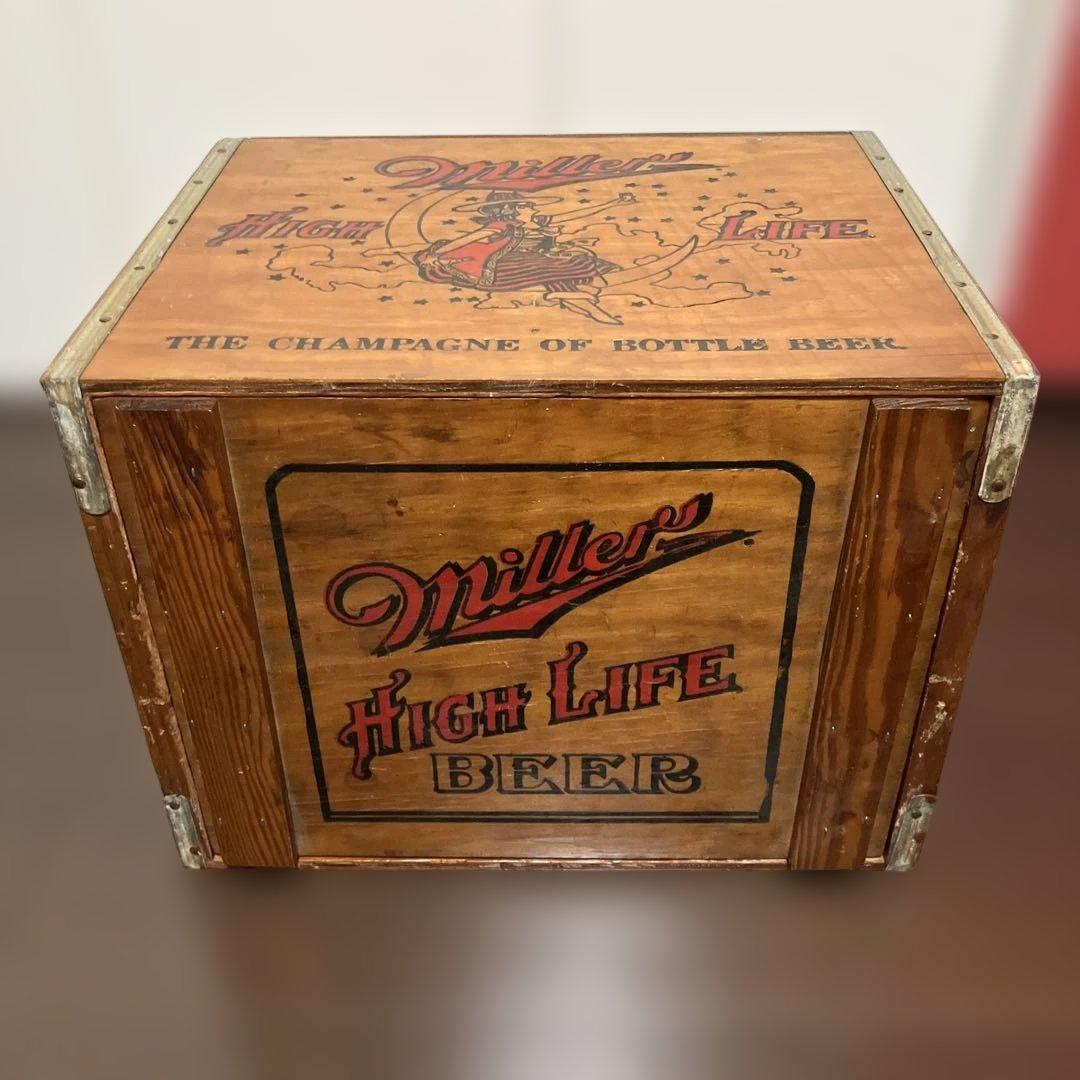 Miller
HIGH LIFE
THE CHAMPAGNE OF BOTTLE BEER
Miller
HIGH LIFE
BEER